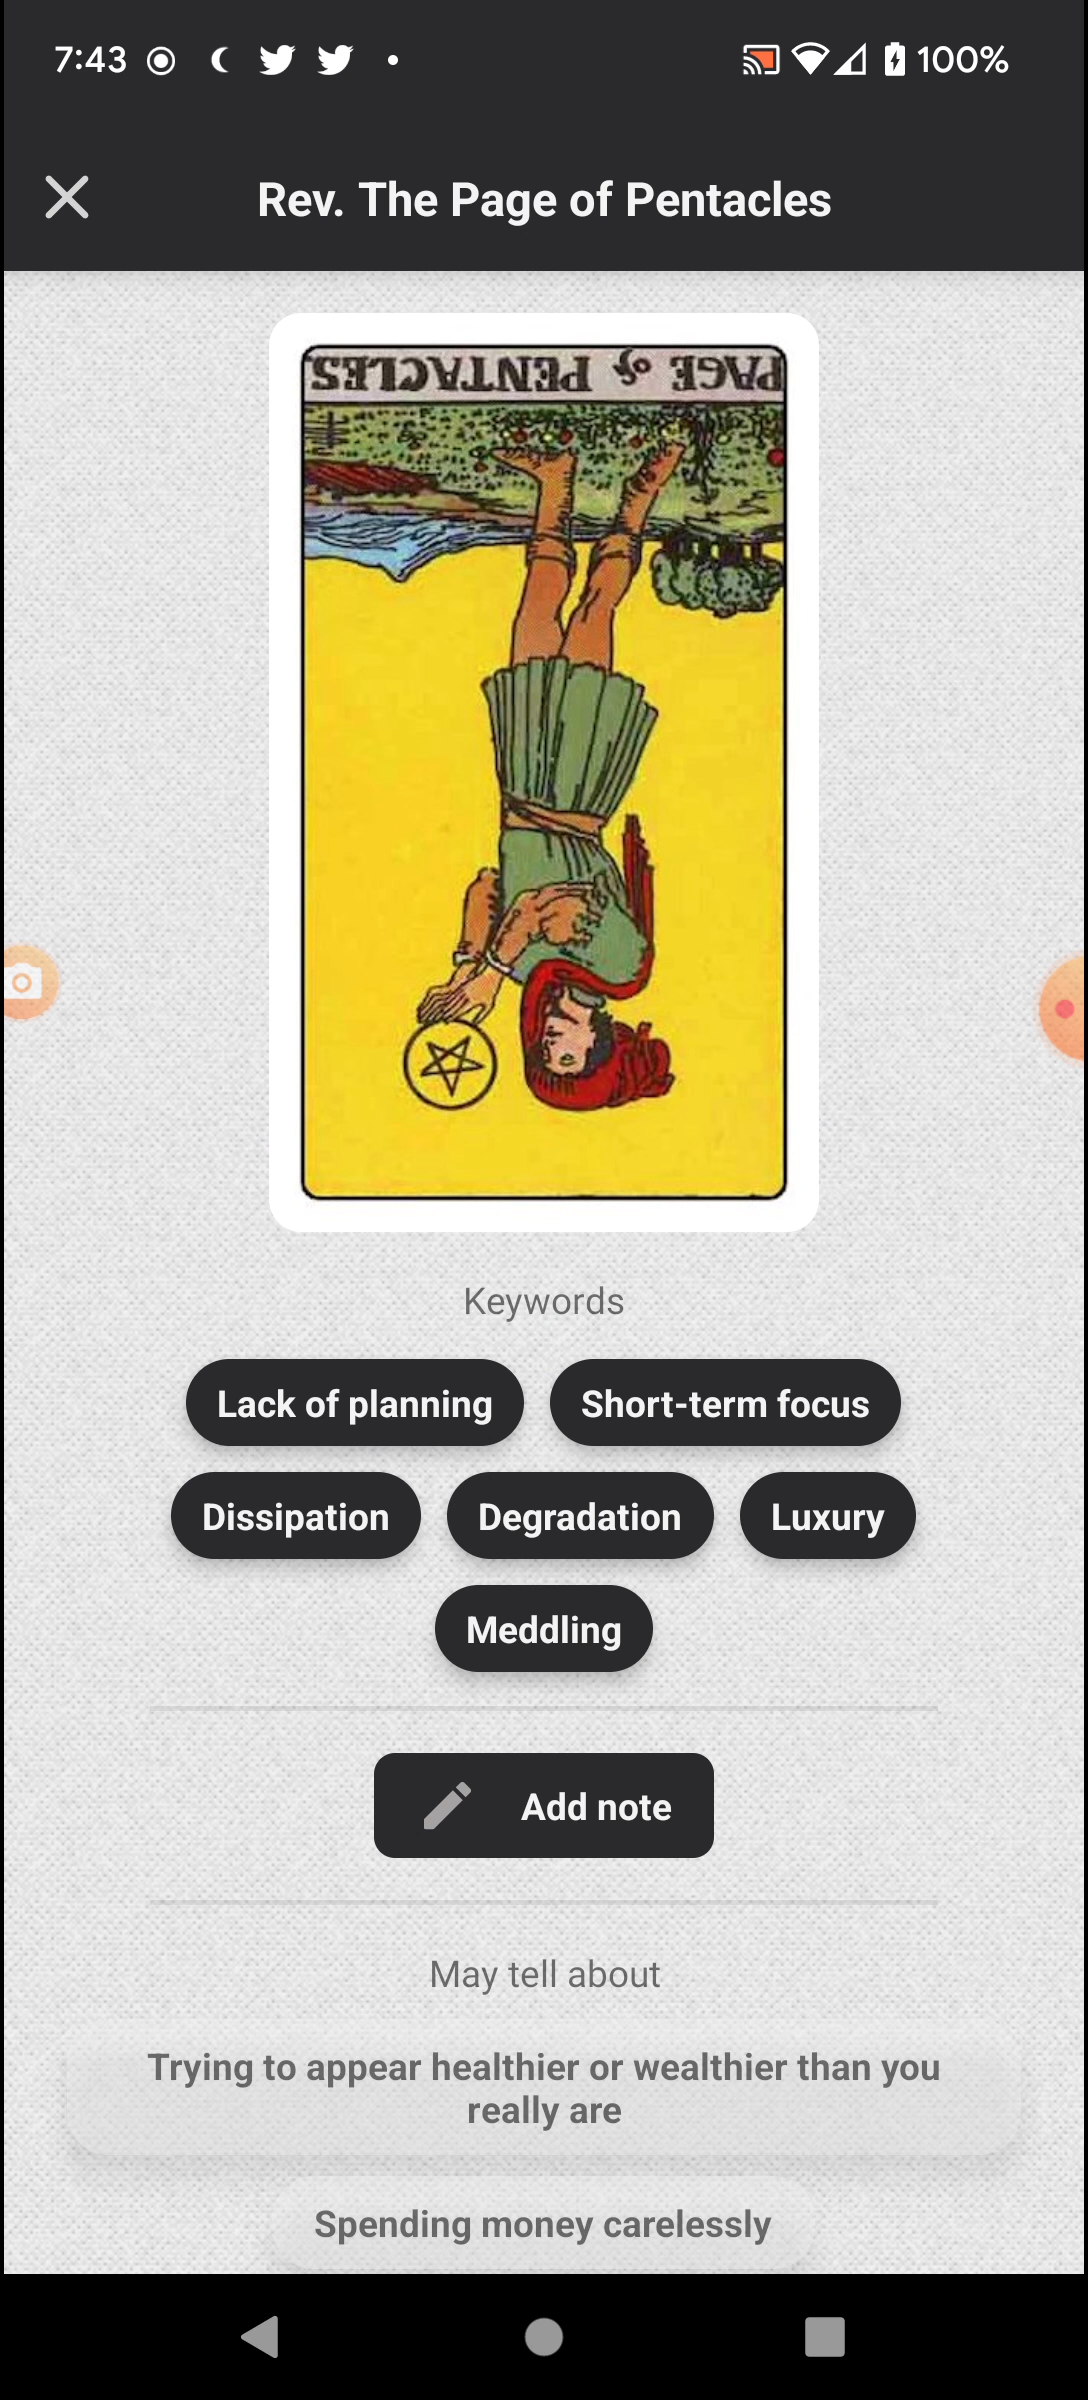 7:43
100%
Rev. The Page of Pentacles
PAGE of PENTACLES.
Keywords
Lack of planning
Short-term focus
Dissipation
Degradation
Luxury
Meddling
Add note
May tell about
Trying to appear healthier or wealthier than you
really are
Spending money carelessly